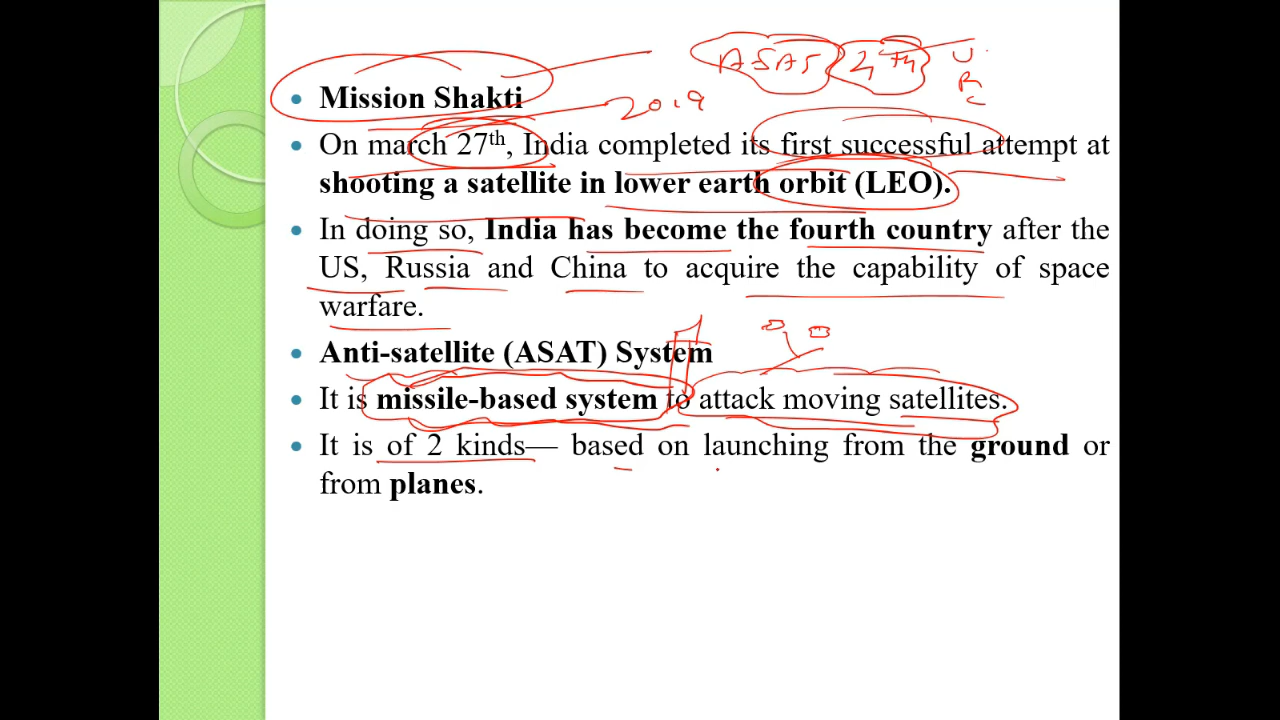 ASAT 4th U
R
C
Mission Shakti
2019
On march 27th, India completed its first successful attempt at
shooting a satellite in lower earth orbit (LEO).
In doing so, India has become the fourth country after the
US, Russia and China to acquire the capability of space
warfare.
Anti-satellite (ASAT) System
It is missile-based system to attack moving satellites.
It is of 2 kinds— based on launching from the ground or
from planes.